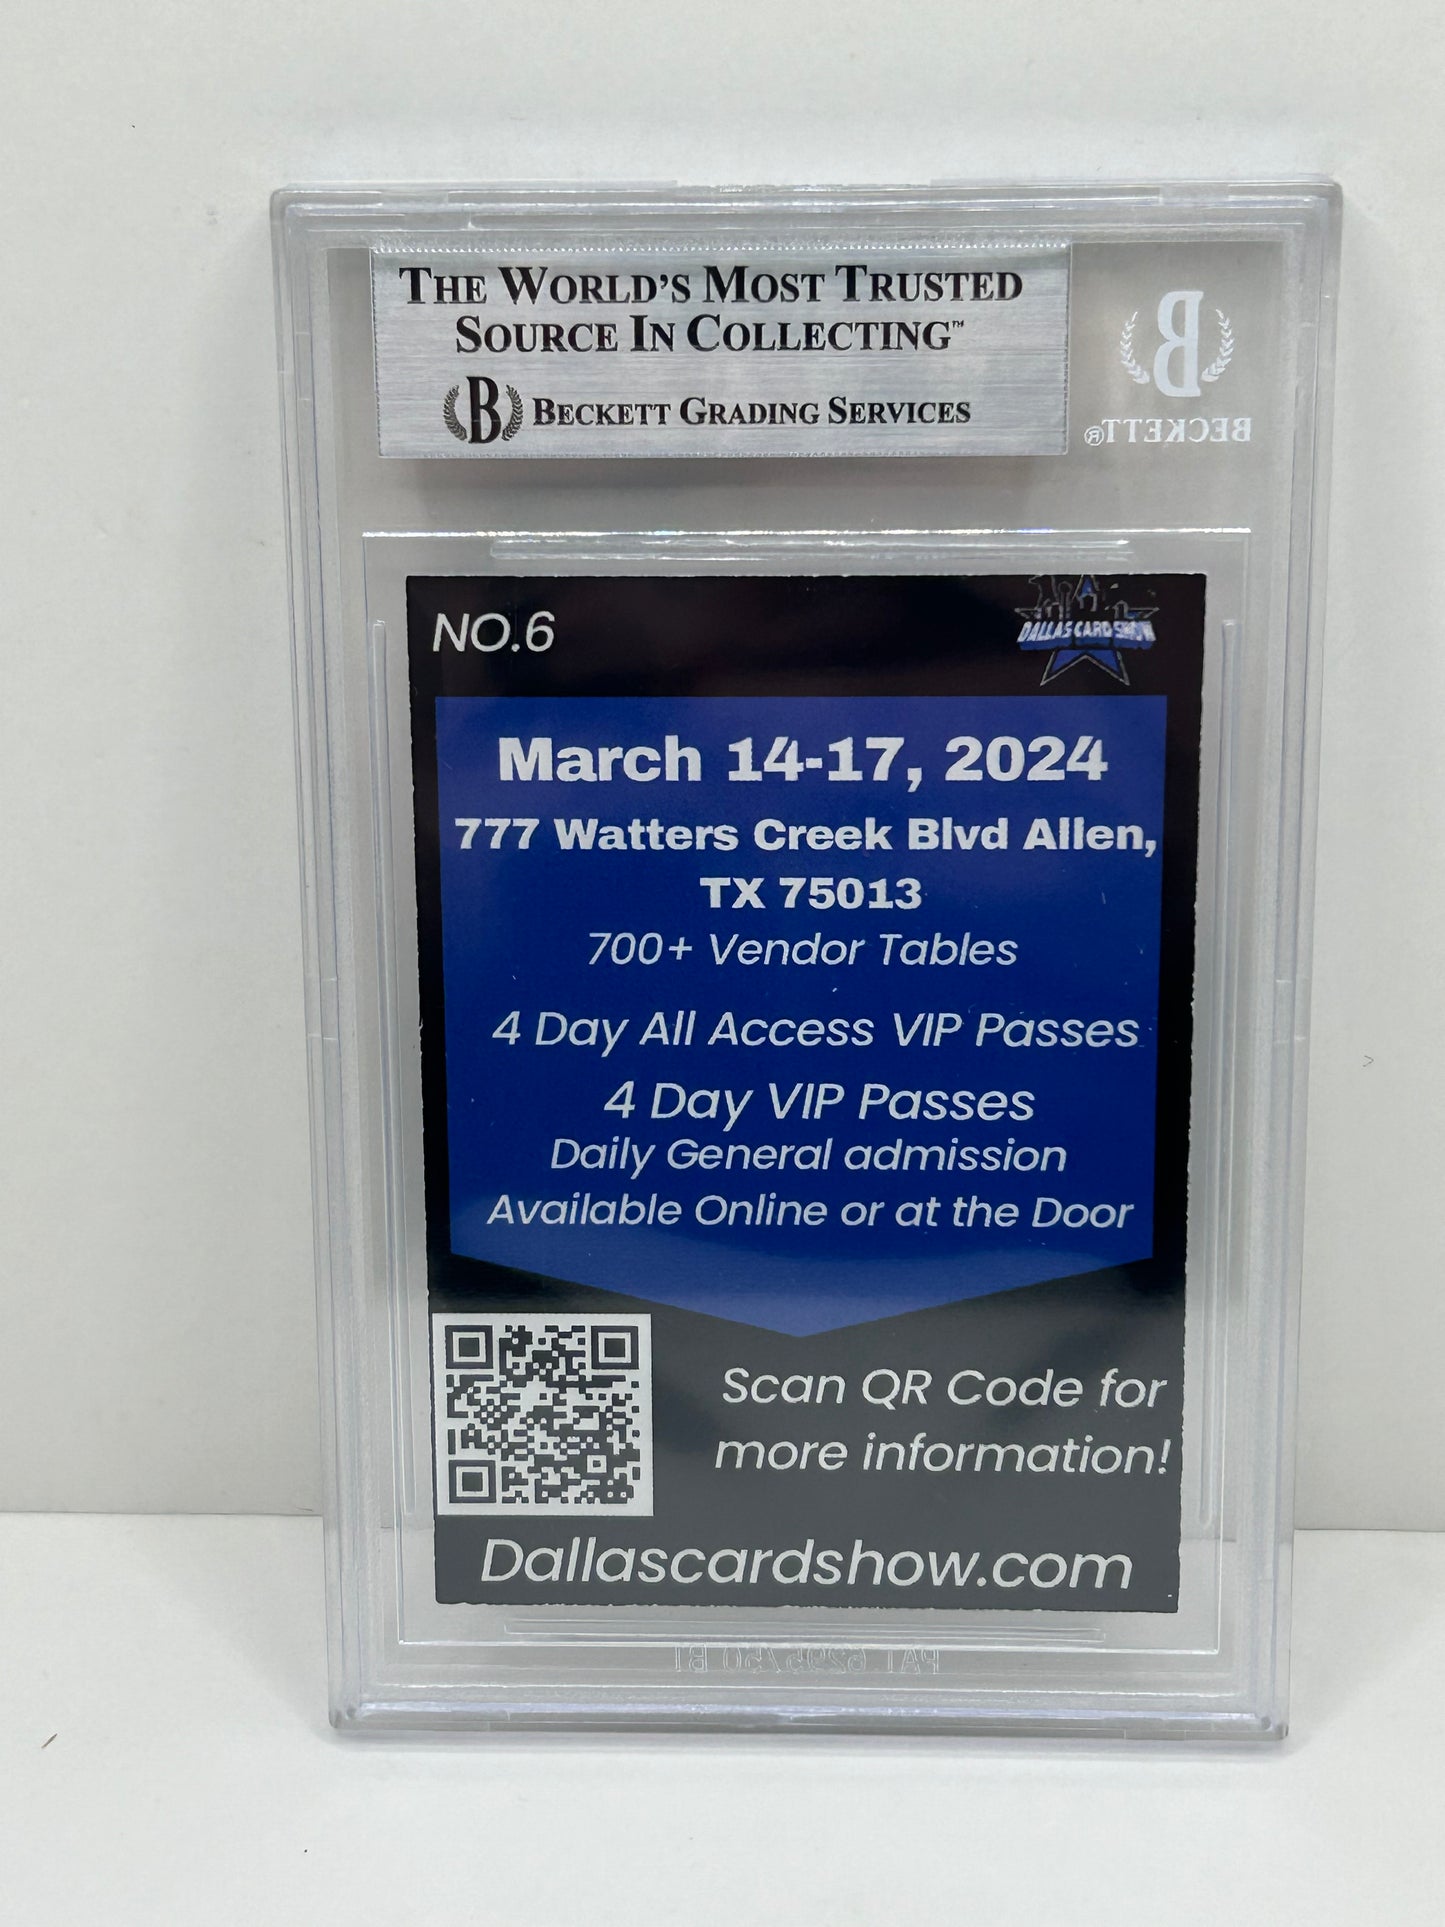 THE WORLD'S MOST TRUSTED
SOURCE IN COLLECTING™
B BECKETT GRADING SERVICES
B
BECKETT®
NO.6
DALLAS CARD SHOW
March 14-17, 2024
777 Watters Creek Blvd Allen,
TX 75013
700+ Vendor Tables
4 Day All Access VIP Passes
4 Day VIP Passes
Daily General admission
Available Online or at the Door
Scan QR Code for
more information!
Dallascardshow.com